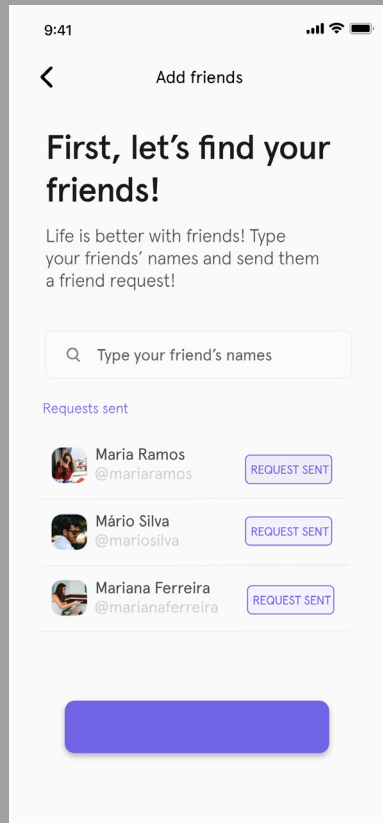 9:41
Add friends
First, let’s find your
friends!
Life is better with friends! Type
your friends’ names and send them
a friend request!
Type your friend’s names
Requests sent
Maria Ramos
@mariaramos
REQUEST SENT
Mário Silva
@mariosilva
REQUEST SENT
Mariana Ferreira
@marianaferreira
REQUEST SENT